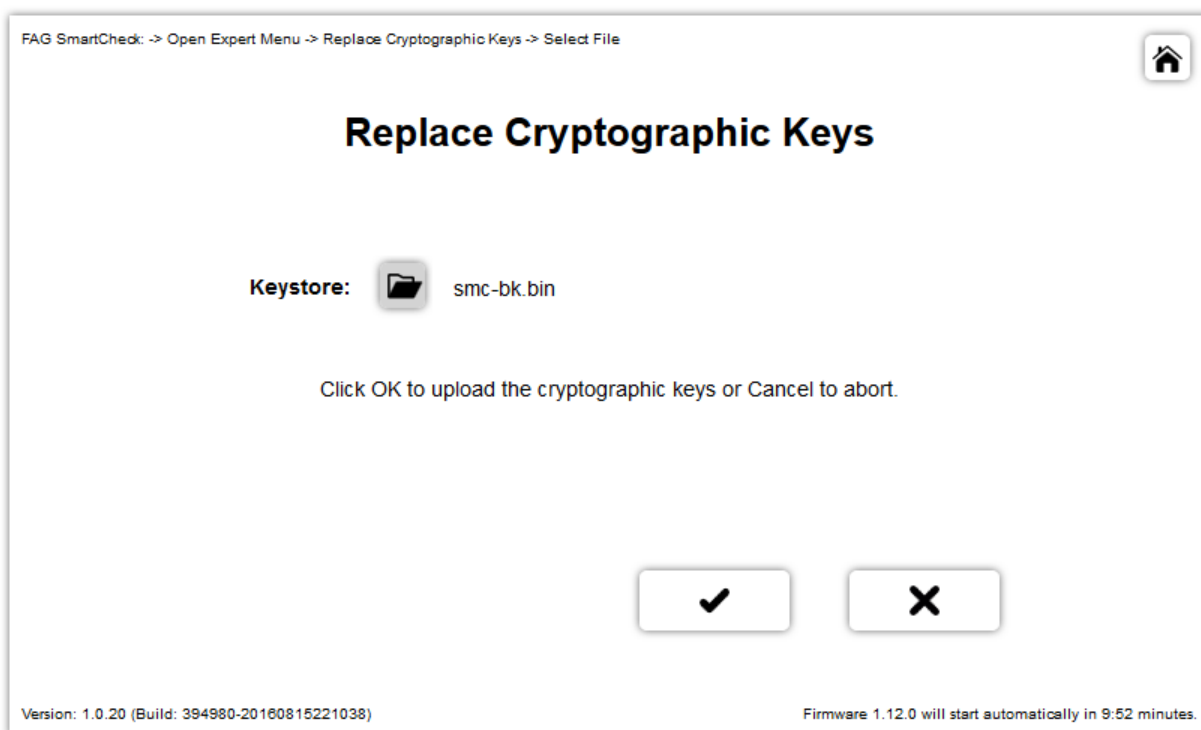 FAG SmartCheck: -> Open Expert Menu -> Replace Cryptographic Keys -> Select File
Replace Cryptographic Keys
Keystore: smc-bk.bin
Click OK to upload the cryptographic keys or Cancel to abort.
Version: 1.0.20 (Build: 394980-20160815221038) Firmware 1.12.0 will start automatically in 9:52 minutes.